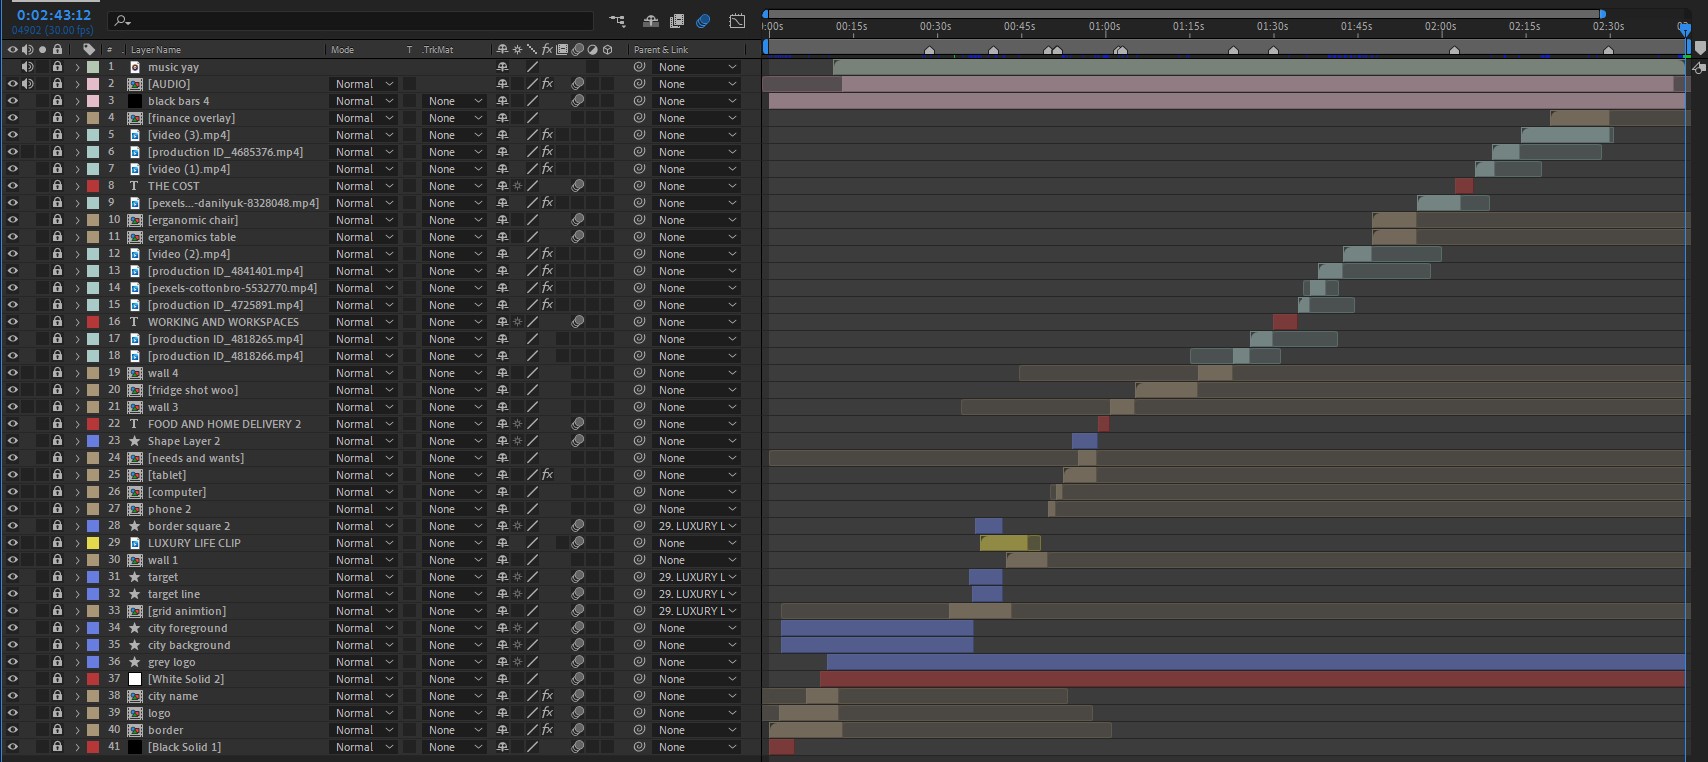 0:02:43:12
04902 (30.00 fps)
:00s 00:15s 00:30s 00:45s 01:00s 01:15s 01:30s 01:45s 02:00s 02:15s 02:30s
# Layer Name Mode T .TrkMat fx Parent & Link
1 music yay None
2 [AUDIO] Normal fx None
3 black bars 4 Normal None None
4 [finance overlay] Normal None None
5 [video (3).mp4] Normal None fx None
6 [production ID_4685376.mp4] Normal None fx None
7 [video (1).mp4] Normal None fx None
8 T THE COST Normal None None
9 [pexels...-danilyuk-8328048.mp4] Normal None fx None
10 [erganomic chair] Normal None None
11 erganomics table Normal None None
12 [video (2).mp4] Normal None fx None
13 [production ID_4841401.mp4] Normal None fx None
14 [pexels-cottonbro-5532770.mp4] Normal None fx None
15 [production ID_4725891.mp4] Normal None fx None
16 T WORKING AND WORKSPACES Normal None None
17 [production ID_4818265.mp4] Normal None None
18 [production ID_4818266.mp4] Normal None None
19 wall 4 Normal None None
20 [fridge shot woo] Normal None None
21 wall 3 Normal None None
22 T FOOD AND HOME DELIVERY 2 Normal None None
23 Shape Layer 2 Normal None None
24 [needs and wants] Normal None None
25 [tablet] Normal None fx None
26 [computer] Normal None None
27 phone 2 Normal None None
28 border square 2 Normal None 29. LUXURY L
29 LUXURY LIFE CLIP Normal None None
30 wall 1 Normal None None
31 target Normal None 29. LUXURY L
32 target line Normal None 29. LUXURY L
33 [grid animtion] Normal None 29. LUXURY L
34 city foreground Normal None None
35 city background Normal None None
36 grey logo Normal None None
37 [White Solid 2] Normal None None
38 city name Normal None fx None
39 logo Normal None fx None
40 border Normal None fx None
41 [Black Solid 1] Normal None None